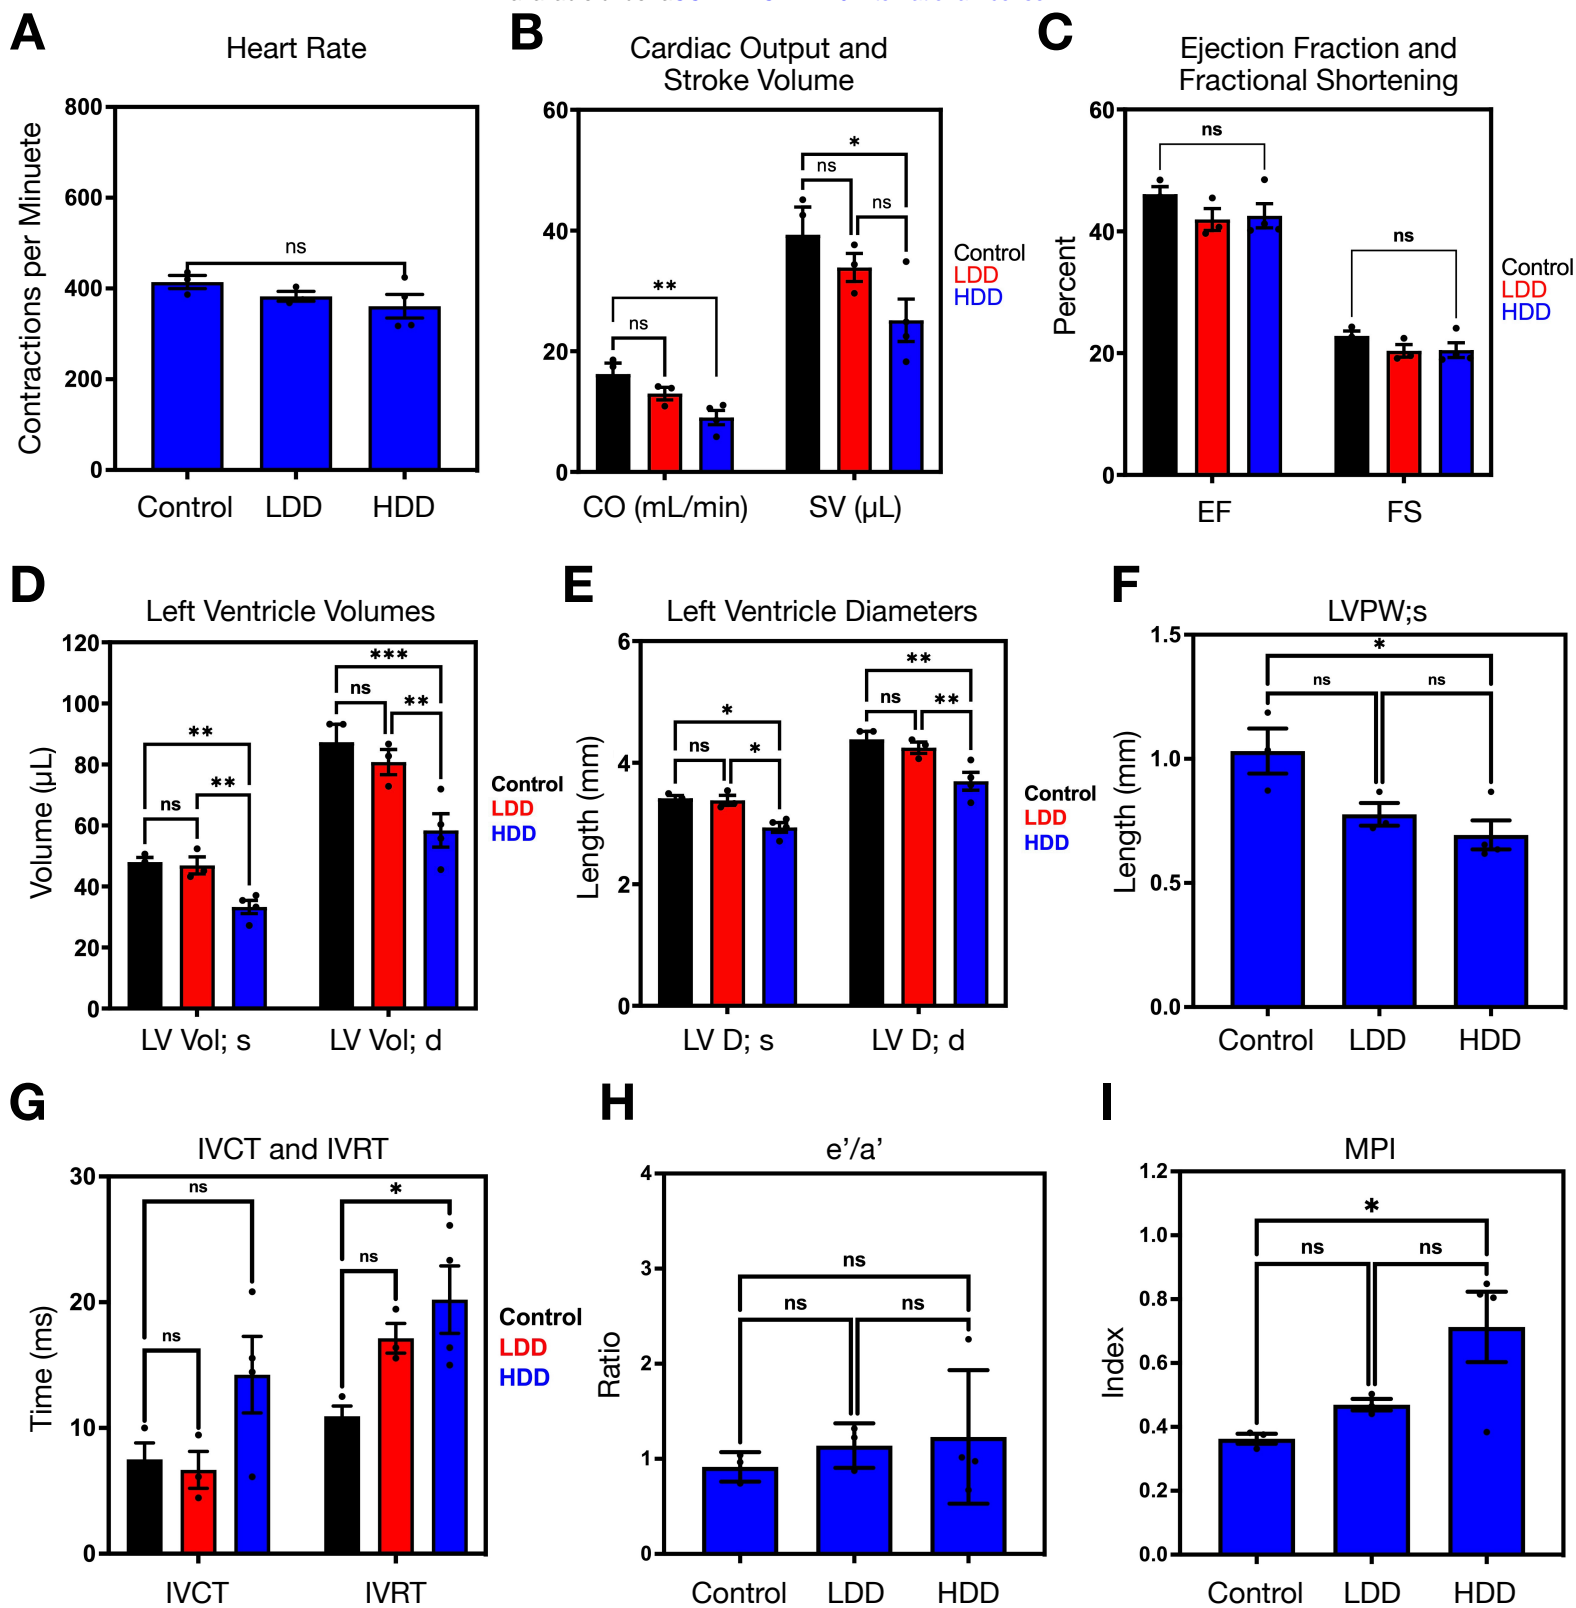 A
Heart Rate
Contractions per Minuete
800
600
400
200
0
ns
Control LDD HDD
B
Cardiac Output and
Stroke Volume
60
40
20
0
**
ns
*
ns
ns
CO (mL/min) SV (µL)
Control
LDD
HDD
C
Ejection Fraction and
Fractional Shortening
Percent
60
40
20
0
ns
ns
EF FS
Control
LDD
HDD
D
Left Ventricle Volumes
Volume (µL)
120
100
80
60
40
20
0
**
**
ns
***
ns
**
LV Vol; s LV Vol; d
Control
LDD
HDD
E
Left Ventricle Diameters
Length (mm)
6
4
2
0
*
ns
*
**
ns
**
LV D; s LV D; d
Control
LDD
HDD
F
LVPW;s
Length (mm)
1.5
1.0
0.5
0.0
*
ns
ns
Control LDD HDD
G
IVCT and IVRT
Time (ms)
30
20
10
0
ns
ns
*
ns
IVCT IVRT
Control
LDD
HDD
H
e’/a’
Ratio
4
3
2
1
0
ns
ns
ns
Control LDD HDD
I
MPI
Index
1.2
1.0
0.8
0.6
0.4
0.2
0.0
*
ns
ns
Control LDD HDD